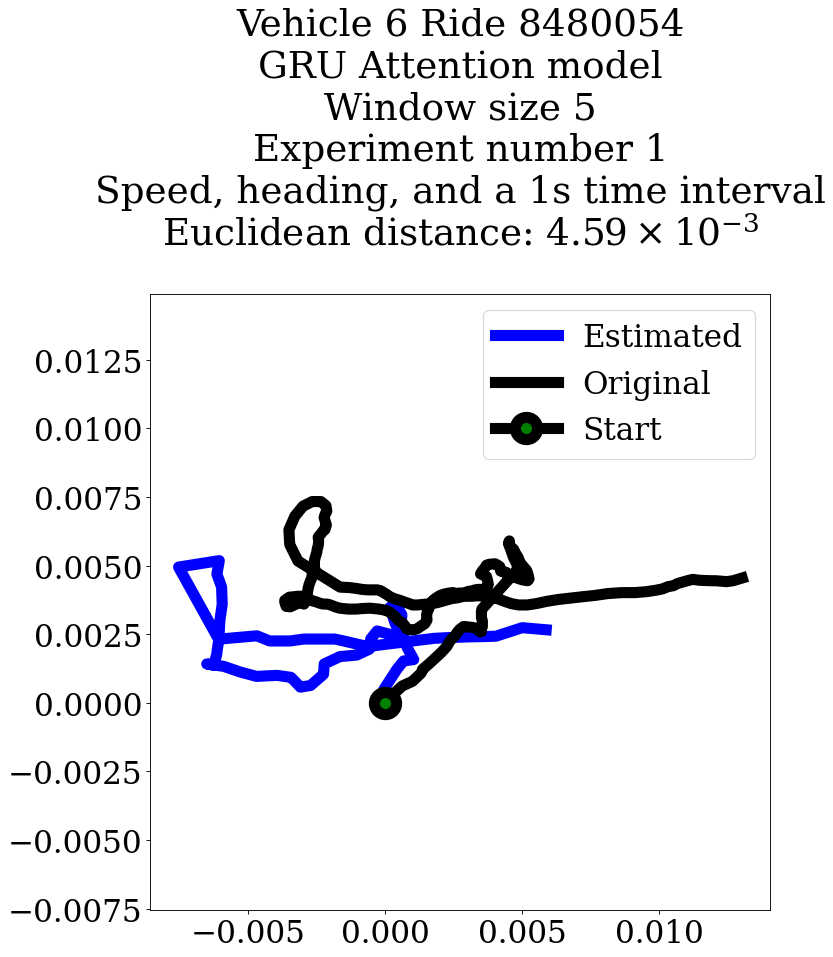 Vehicle 6 Ride 8480054
GRU Attention model
Window size 5
Experiment number 1
Speed, heading, and a 1s time interval
Euclidean distance: 4.59 × 10⁻³
Estimated
Original
Start
0.0125
0.0100
0.0075
0.0050
0.0025
0.0000
−0.0025
−0.0050
−0.0075
−0.005 0.000 0.005 0.010